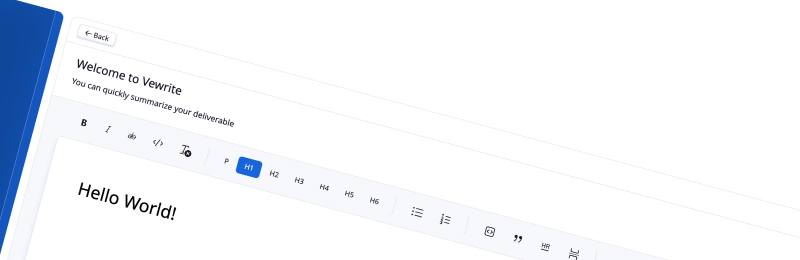 ← Back
Welcome to Vewrite
You can quickly summarize your deliverable
B I ab </> T P H1 H2 H3 H4 H5 H6 HR
Hello World!